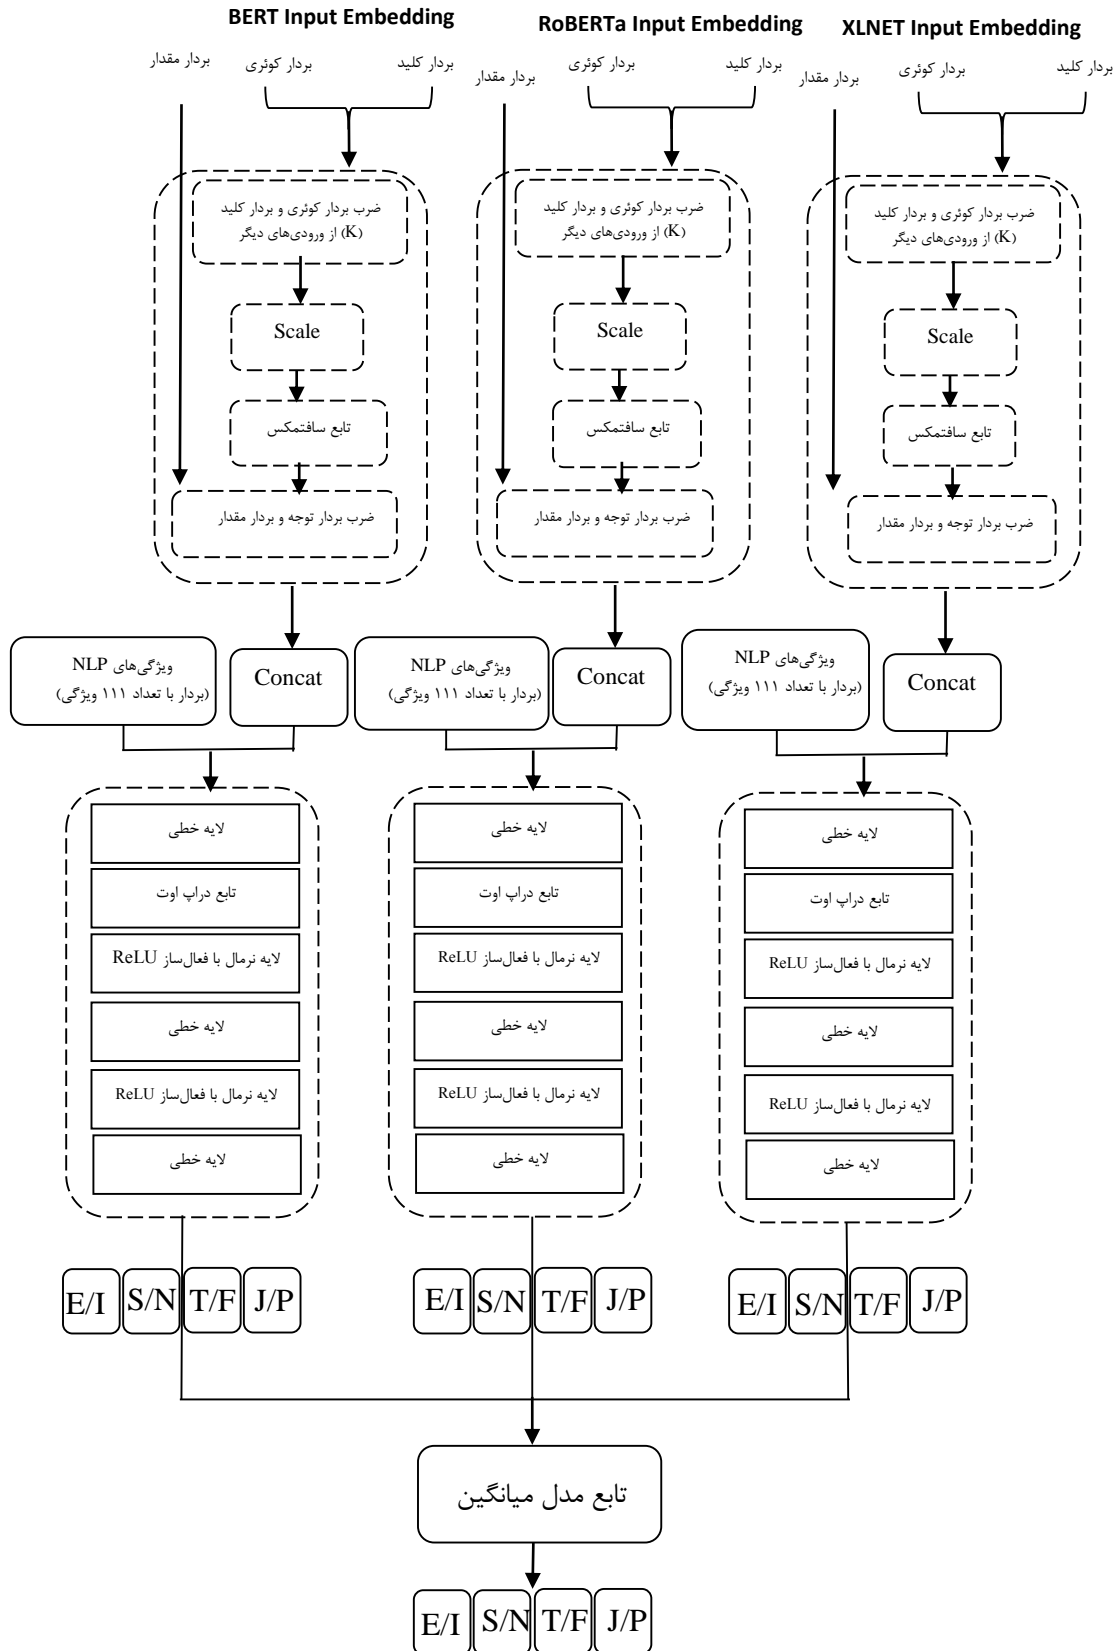 BERT Input Embedding
RoBERTa Input Embedding
XLNET Input Embedding
بردار مقدار
بردار کوئری
بردار کلید
بردار مقدار
بردار کوئری
بردار کلید
بردار مقدار
بردار کوئری
بردار کلید
ضرب بردار کوئری و بردار کلید
(K) از ورودی‌های دیگر
Scale
تابع سافتمکس
ضرب بردار توجه و بردار مقدار
ضرب بردار کوئری و بردار کلید
(K) از ورودی‌های دیگر
Scale
تابع سافتمکس
ضرب بردار توجه و بردار مقدار
ضرب بردار کوئری و بردار کلید
(K) از ورودی‌های دیگر
Scale
تابع سافتمکس
ضرب بردار توجه و بردار مقدار
ویژگی‌های NLP
(بردار با تعداد ۱۱۱ ویژگی)
Concat
ویژگی‌های NLP
(بردار با تعداد ۱۱۱ ویژگی)
Concat
ویژگی‌های NLP
(بردار با تعداد ۱۱۱ ویژگی)
Concat
لایه خطی
تابع دراپ اوت
لایه نرمال با فعال‌ساز ReLU
لایه خطی
لایه نرمال با فعال‌ساز ReLU
لایه خطی
لایه خطی
تابع دراپ اوت
لایه نرمال با فعال‌ساز ReLU
لایه خطی
لایه نرمال با فعال‌ساز ReLU
لایه خطی
لایه خطی
تابع دراپ اوت
لایه نرمال با فعال‌ساز ReLU
لایه خطی
لایه نرمال با فعال‌ساز ReLU
لایه خطی
E/I S/N T/F J/P
E/I S/N T/F J/P
E/I S/N T/F J/P
تابع مدل میانگین
E/I S/N T/F J/P